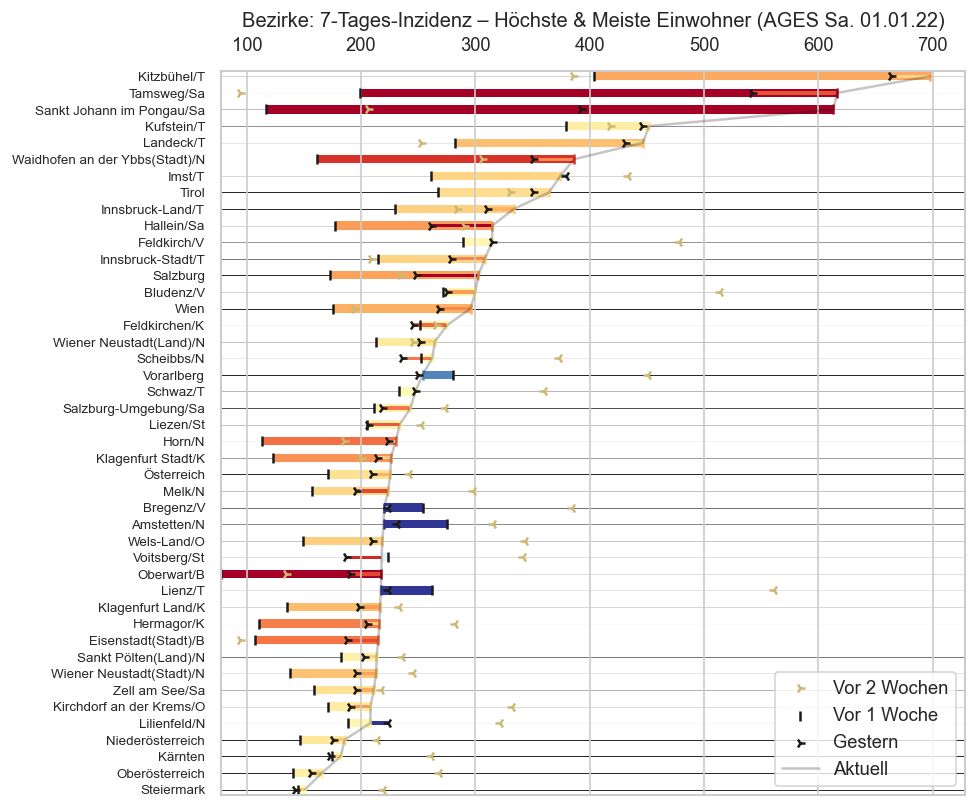 Bezirke: 7-Tages-Inzidenz – Höchste & Meiste Einwohner (AGES Sa. 01.01.22)
100 200 300 400 500 600 700
Kitzbühel/T
Tamsweg/Sa
Sankt Johann im Pongau/Sa
Kufstein/T
Landeck/T
Waidhofen an der Ybbs(Stadt)/N
Imst/T
Tirol
Innsbruck-Land/T
Hallein/Sa
Feldkirch/V
Innsbruck-Stadt/T
Salzburg
Bludenz/V
Wien
Feldkirchen/K
Wiener Neustadt(Land)/N
Scheibbs/N
Vorarlberg
Schwaz/T
Salzburg-Umgebung/Sa
Liezen/St
Horn/N
Klagenfurt Stadt/K
Österreich
Melk/N
Bregenz/V
Amstetten/N
Wels-Land/O
Voitsberg/St
Oberwart/B
Lienz/T
Klagenfurt Land/K
Hermagor/K
Eisenstadt(Stadt)/B
Sankt Pölten(Land)/N
Wiener Neustadt(Stadt)/N
Zell am See/Sa
Kirchdorf an der Krems/O
Lilienfeld/N
Niederösterreich
Kärnten
Oberösterreich
Steiermark
Vor 2 Wochen
Vor 1 Woche
Gestern
Aktuell